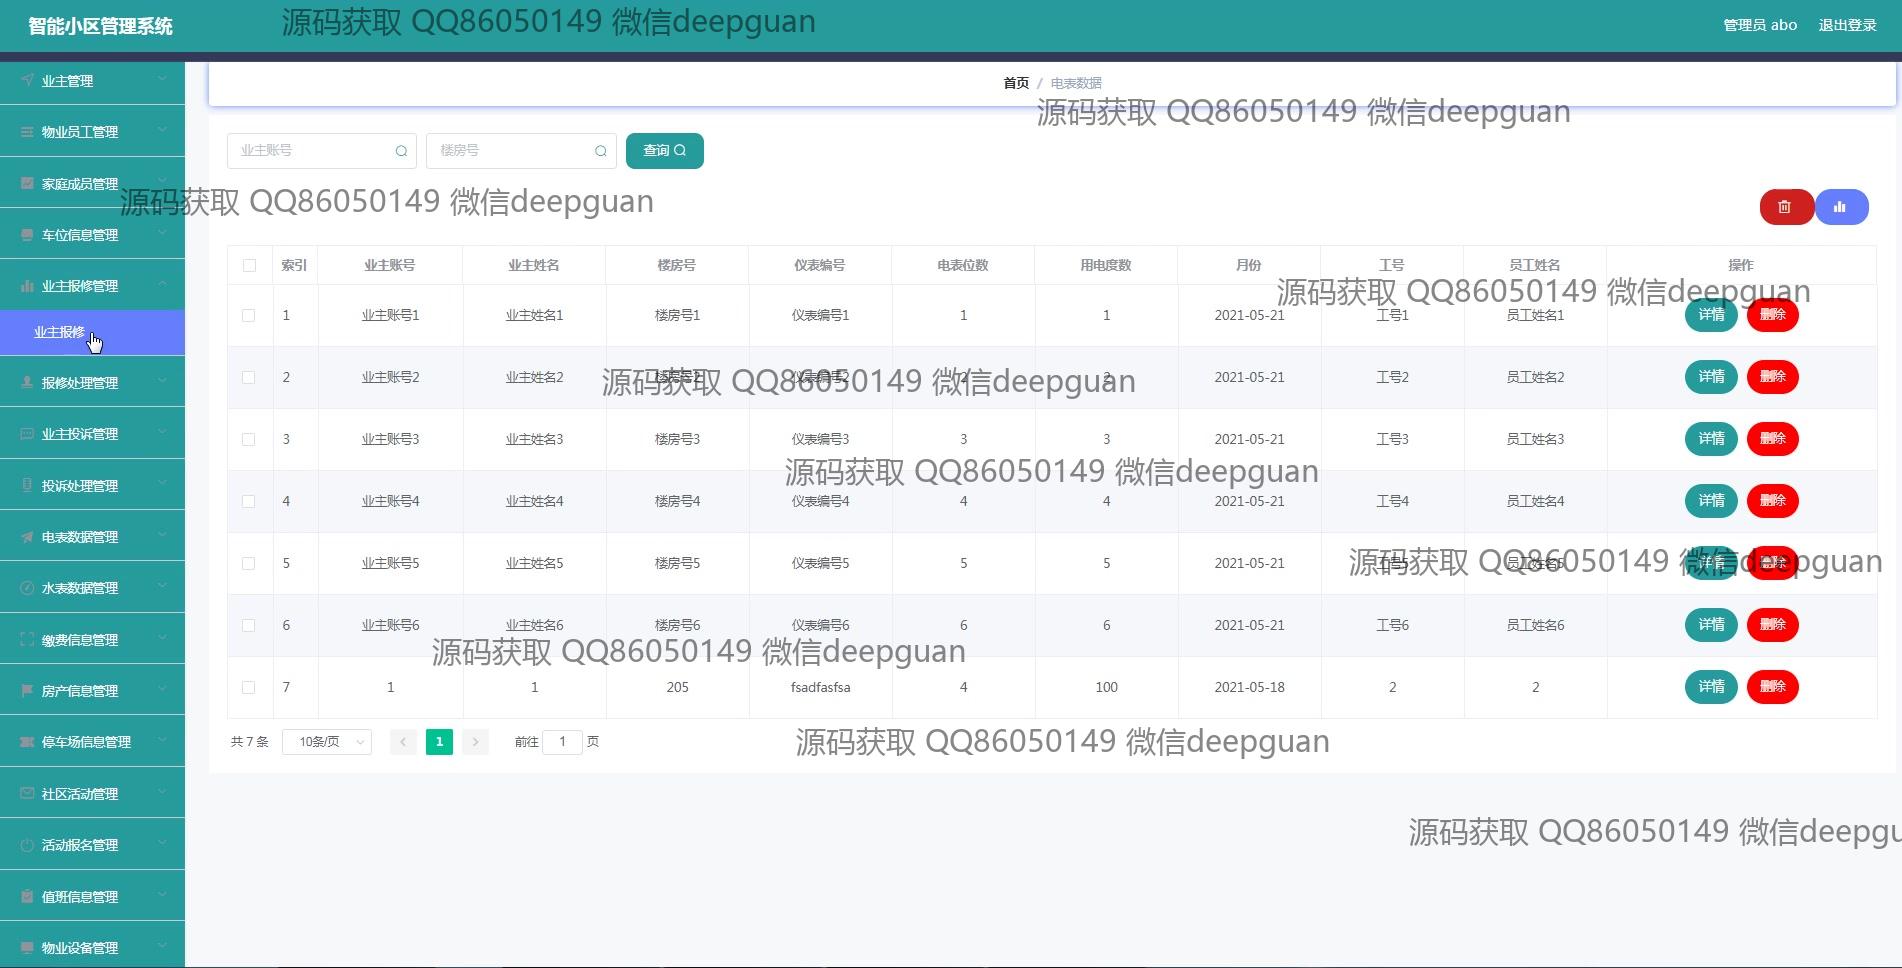 智能小区管理系统
源码获取 QQ86050149 微信deepguan
管理员 abo 退出登录
业主管理
物业员工管理
家庭成员管理
车位信息管理
业主报修管理
业主报修
报修处理管理
业主投诉管理
投诉处理管理
电表数据管理
水表数据管理
缴费信息管理
房产信息管理
停车场信息管理
社区活动管理
活动报名管理
值班信息管理
物业设备管理
首页 / 电表数据
源码获取 QQ86050149 微信deepguan
业主账号 楼房号 查询
源码获取 QQ86050149 微信deepguan
索引 业主账号 业主姓名 楼房号 仪表编号 电表位数 用电度数 月份 工号 员工姓名 操作
源码获取 QQ86050149 微信deepguan
1 业主账号1 业主姓名1 楼房号1 仪表编号1 1 1 2021-05-21 工号1 员工姓名1 详情 删除
2 业主账号2 业主姓名2 楼房号2 仪表编号2 2 2 2021-05-21 工号2 员工姓名2 详情 删除
源码获取 QQ86050149 微信deepguan
3 业主账号3 业主姓名3 楼房号3 仪表编号3 3 3 2021-05-21 工号3 员工姓名3 详情 删除
源码获取 QQ86050149 微信deepguan
4 业主账号4 业主姓名4 楼房号4 仪表编号4 4 4 2021-05-21 工号4 员工姓名4 详情 删除
5 业主账号5 业主姓名5 楼房号5 仪表编号5 5 5 2021-05-21 工号5 员工姓名5 详情 删除
源码获取 QQ86050149 微信deepguan
6 业主账号6 业主姓名6 楼房号6 仪表编号6 6 6 2021-05-21 工号6 员工姓名6 详情 删除
源码获取 QQ86050149 微信deepguan
7 1 1 205 fsadfasfsa 4 100 2021-05-18 2 2 详情 删除
共 7 条 10条/页 1 前往 1 页
源码获取 QQ86050149 微信deepguan
源码获取 QQ86050149 微信deepgu